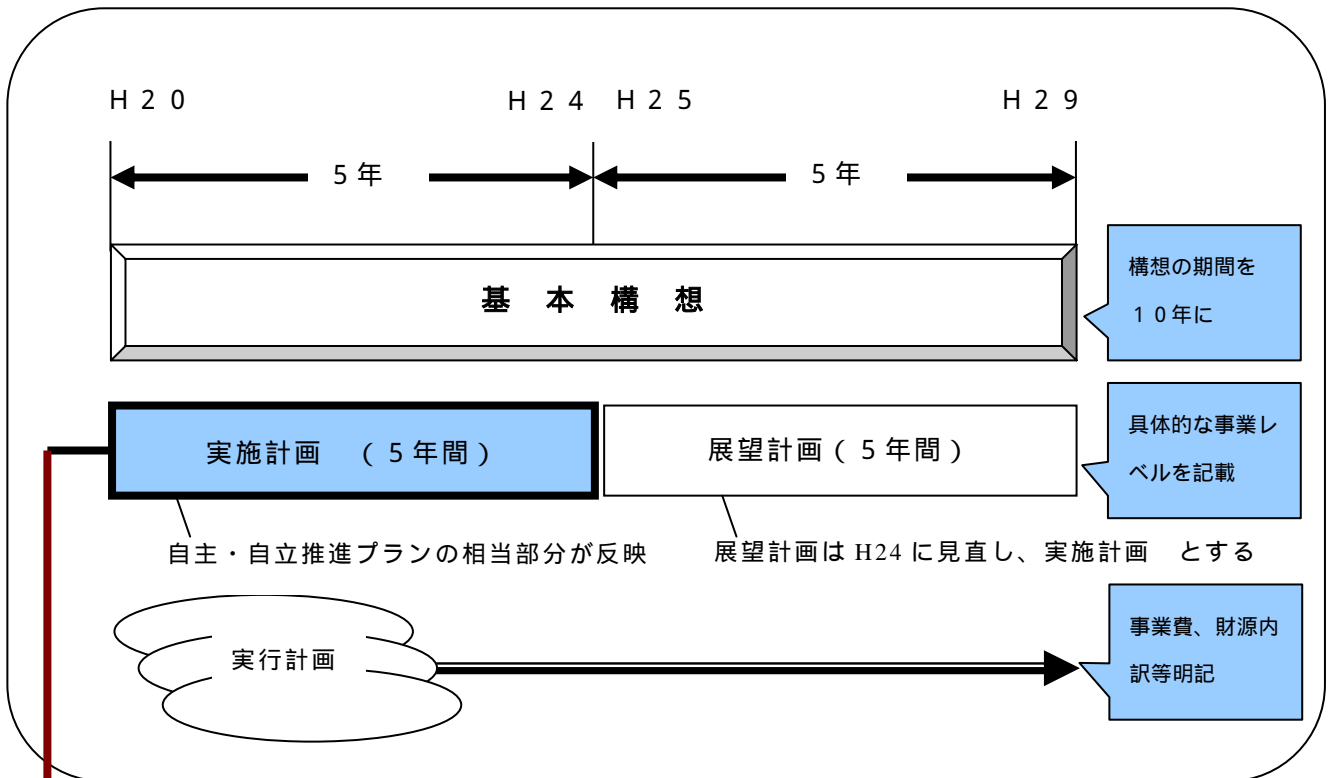 Ｈ２０ Ｈ２４ Ｈ２５ Ｈ２９
５年 ５年
基本構想
構想の期間を
１０年に
実施計画　（５年間）
展望計画（５年間）
具体的な事業レ
ベルを記載
自主・自立推進プランの相当部分が反映
展望計画は H24 に見直し、実施計画　とする
実行計画
事業費、財源内
訳等明記